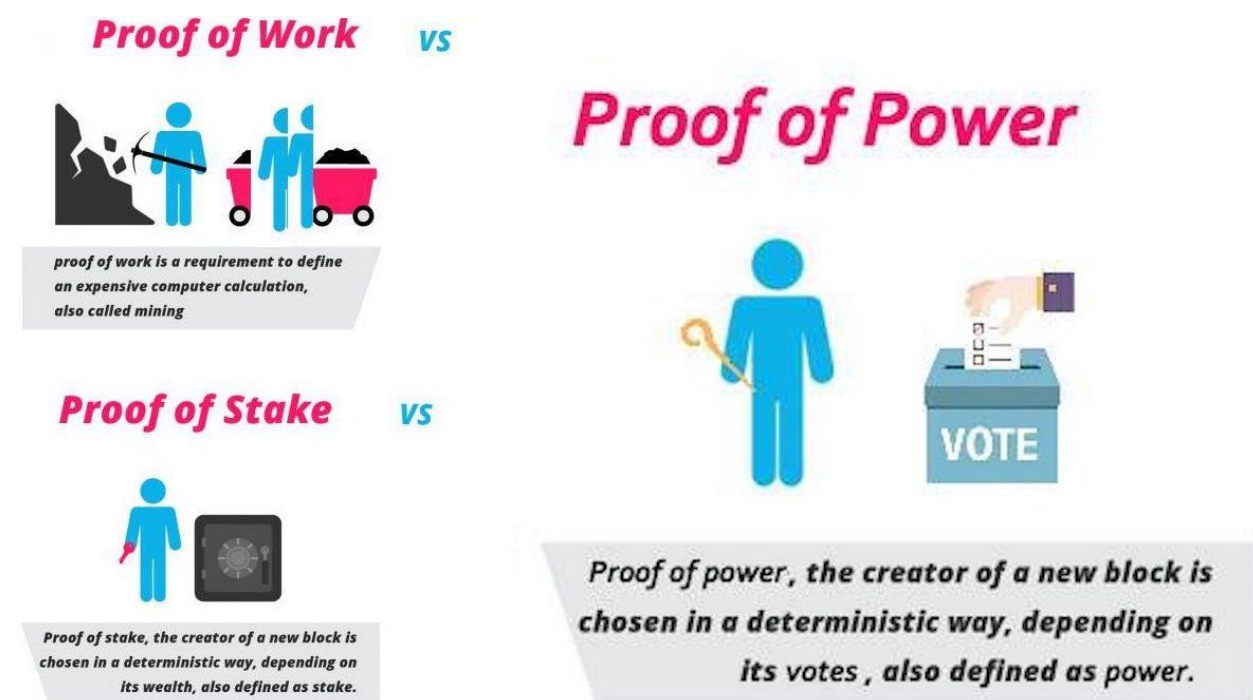 Proof of Work vs
proof of work is a requirement to define
an expensive computer calculation,
also called mining
Proof of Stake vs
Proof of stake, the creator of a new block is
chosen in a deterministic way, depending on
its wealth, also defined as stake.
Proof of Power
VOTE
Proof of power, the creator of a new block is
chosen in a deterministic way, depending on
its votes , also defined as power.